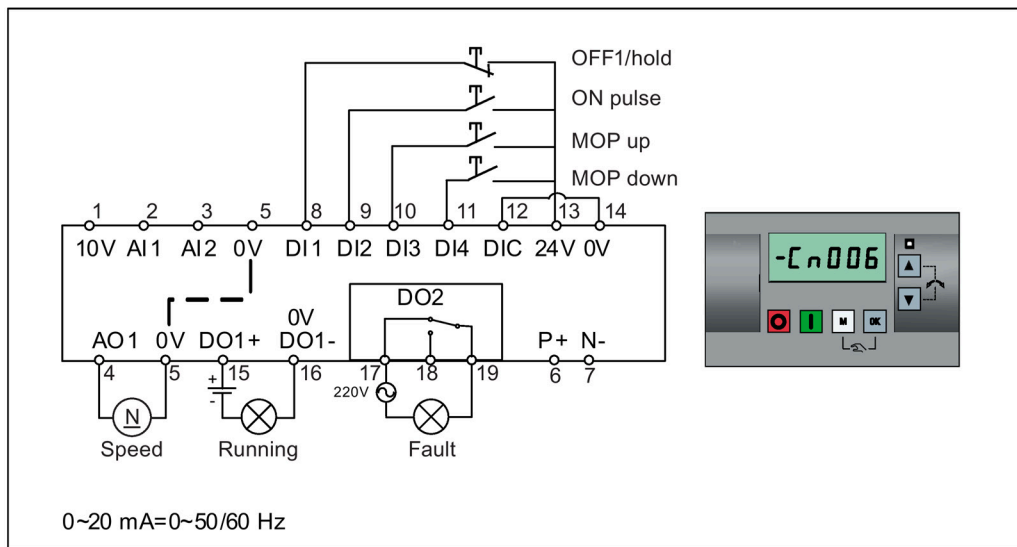 OFF1/hold
ON pulse
MOP up
MOP down
1 2 3 5 8 9 10 11 12 13 14
10V AI1 AI2 0V DI1 DI2 DI3 DI4 DIC 24V 0V
-Cn006
DO2
0V
AO1 0V DO1+ DO1- P+ N-
4 5 15 16 17 18 19 6 7
M OK
+
-
220V
N
Speed Running Fault
0~20 mA=0~50/60 Hz